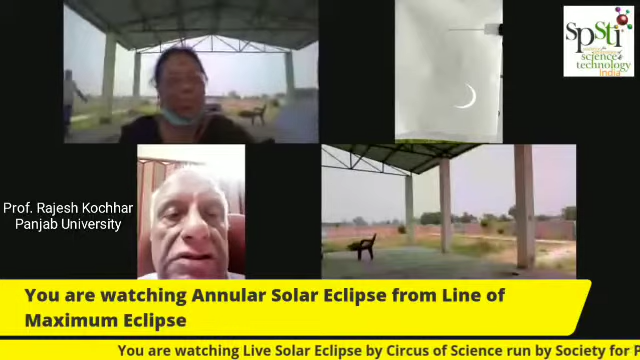 spsti
science
technology
India
Prof. Rajesh Kochhar
Panjab University
You are watching Annular Solar Eclipse from Line of
Maximum Eclipse
You are watching Live Solar Eclipse by Circus of Science run by Society for P